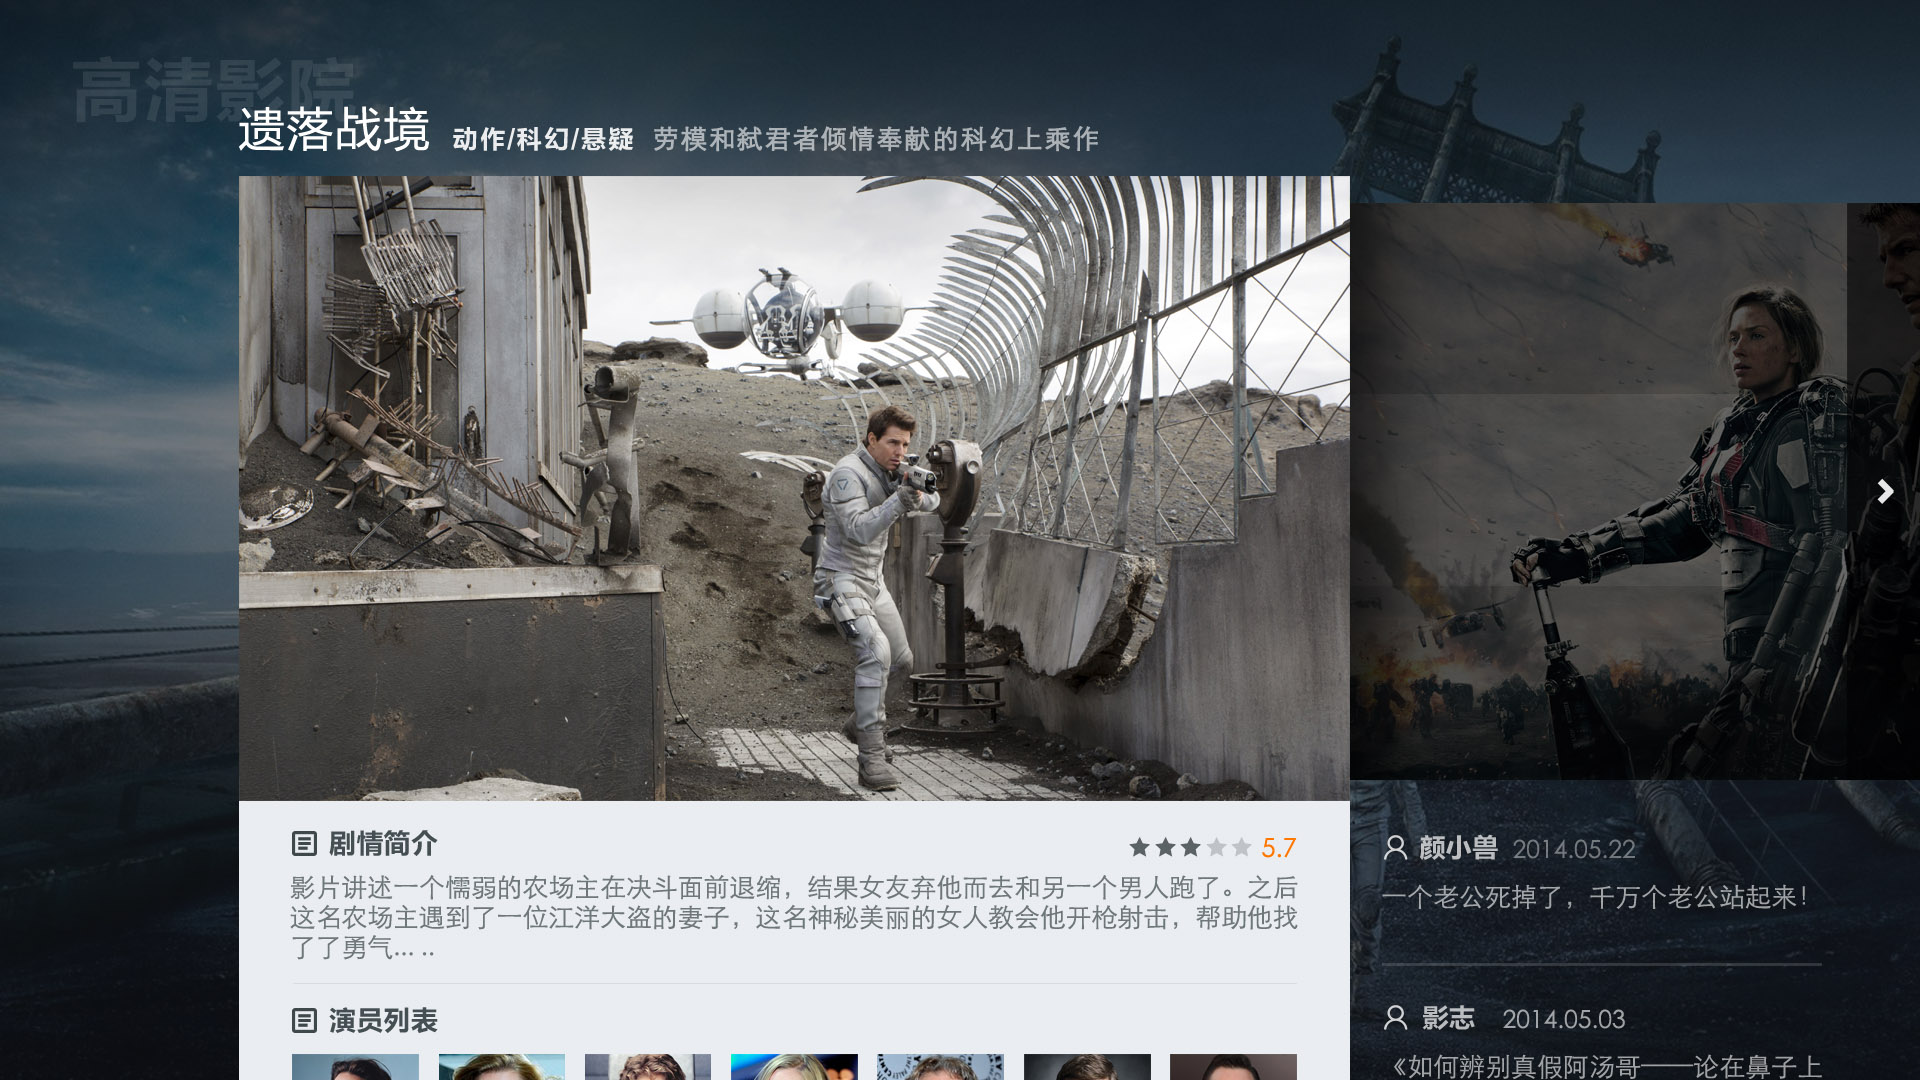 高清影院
遗落战境 动作/科幻/悬疑 劳模和弑君者倾情奉献的科幻上乘作
剧情简介 5.7
影片讲述一个懦弱的农场主在决斗面前退缩，结果女友弃他而去和另一个男人跑了。之后
这名农场主遇到了一位江洋大盗的妻子，这名神秘美丽的女人教会他开枪射击，帮助他找
了了勇气... ..
演员列表
颜小兽 2014.05.22
一个老公死掉了，千万个老公站起来！
影志 2014.05.03
《如何辨别真假阿汤哥——论在鼻子上